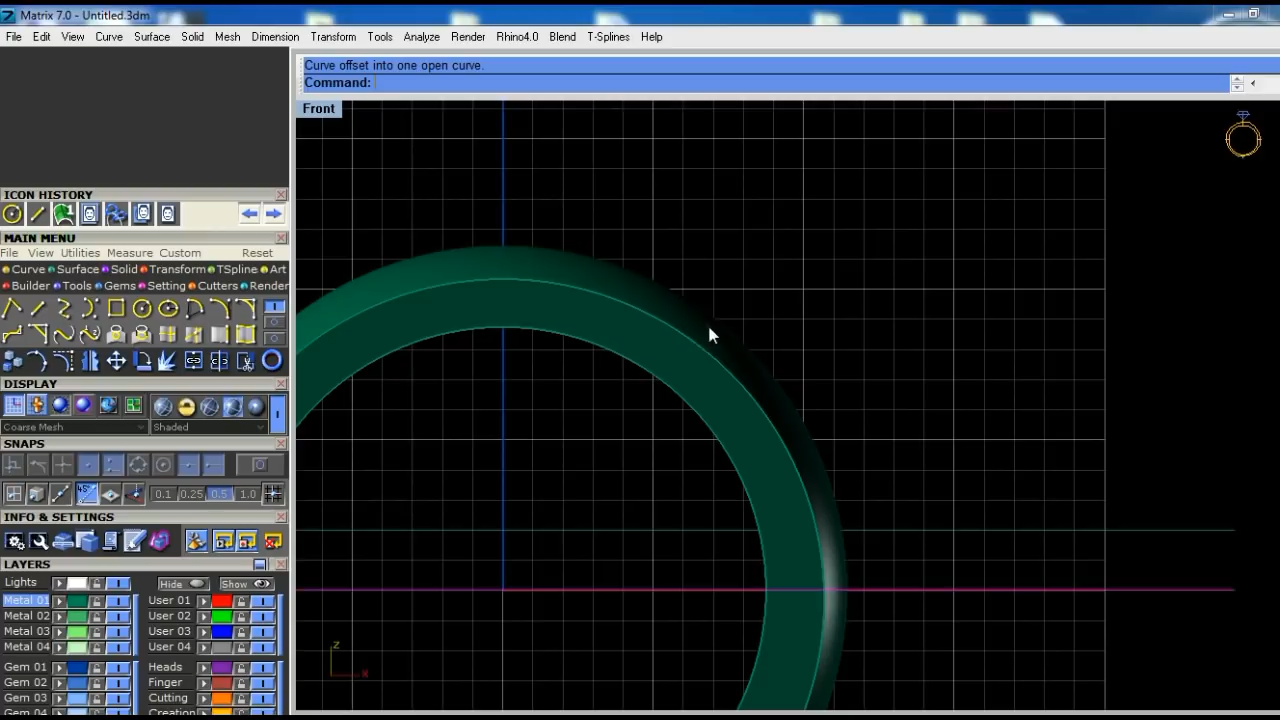 Matrix 7.0 - Untitled.3dm
File Edit View Curve Surface Solid Mesh Dimension Transform Tools Analyze Render Rhino4.0 Blend T-Splines Help
Curve offset into one open curve.
Command:
Front
ICON HISTORY
MAIN MENU
File View Utilities Measure Custom Reset
Curve Surface Solid Transform TSpline Art
Builder Tools Gems Setting Cutters Render
DISPLAY
Coarse Mesh Shaded
SNAPS
45°
0.1 0.25 0.5 1.0
INFO & SETTINGS
LAYERS
Lights Hide Show
Metal 01 User 01
Metal 02 User 02
Metal 03 User 03
Metal 04 User 04
Gem 01 Heads
Gem 02 Finger
Gem 03 Cutting
Gem 04 Creation
z
x